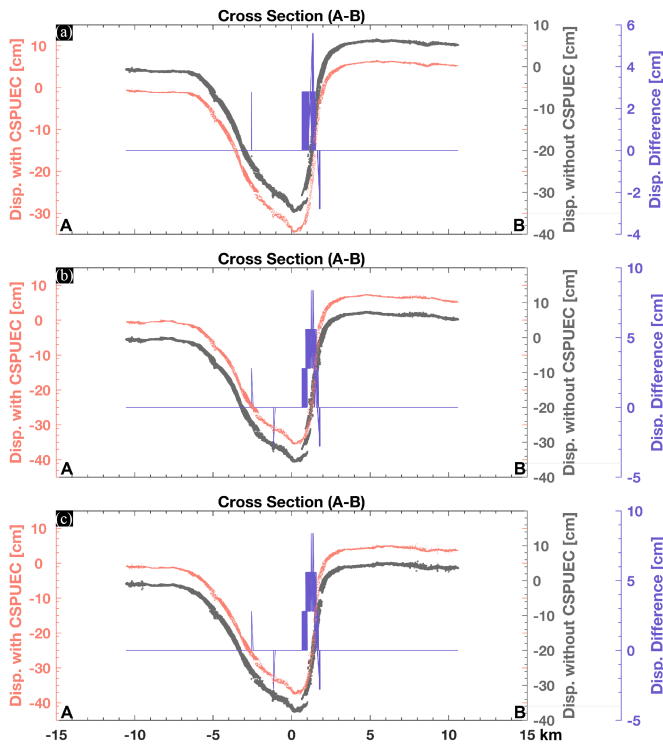 Cross Section (A-B)
(a)
Disp. with CSPUEC [cm]
10
0
-10
-20
-30
A
B
10
0
-10
-20
-30
-40
Disp. without CSPUEC [cm]
6
4
2
0
2
-4
Disp. Difference [cm]
Cross Section (A-B)
(b)
Disp. with CSPUEC [cm]
10
0
-10
-20
-30
-40
A
B
10
0
-10
-20
-30
-40
Disp. without CSPUEC [cm]
10
5
0
-5
Disp. Difference (cm]
Cross Section (A-B)
(c)
Disp. with CSPUEC [cm]
10
0
-10
-20
-30
-40
A
B
10
0
-10
-20
-30
-40
Disp. without CSPUEC [cm]
10
5
0
-5
Disp. Difference (cm]
-15 -10 -5 0 5 10 km 15